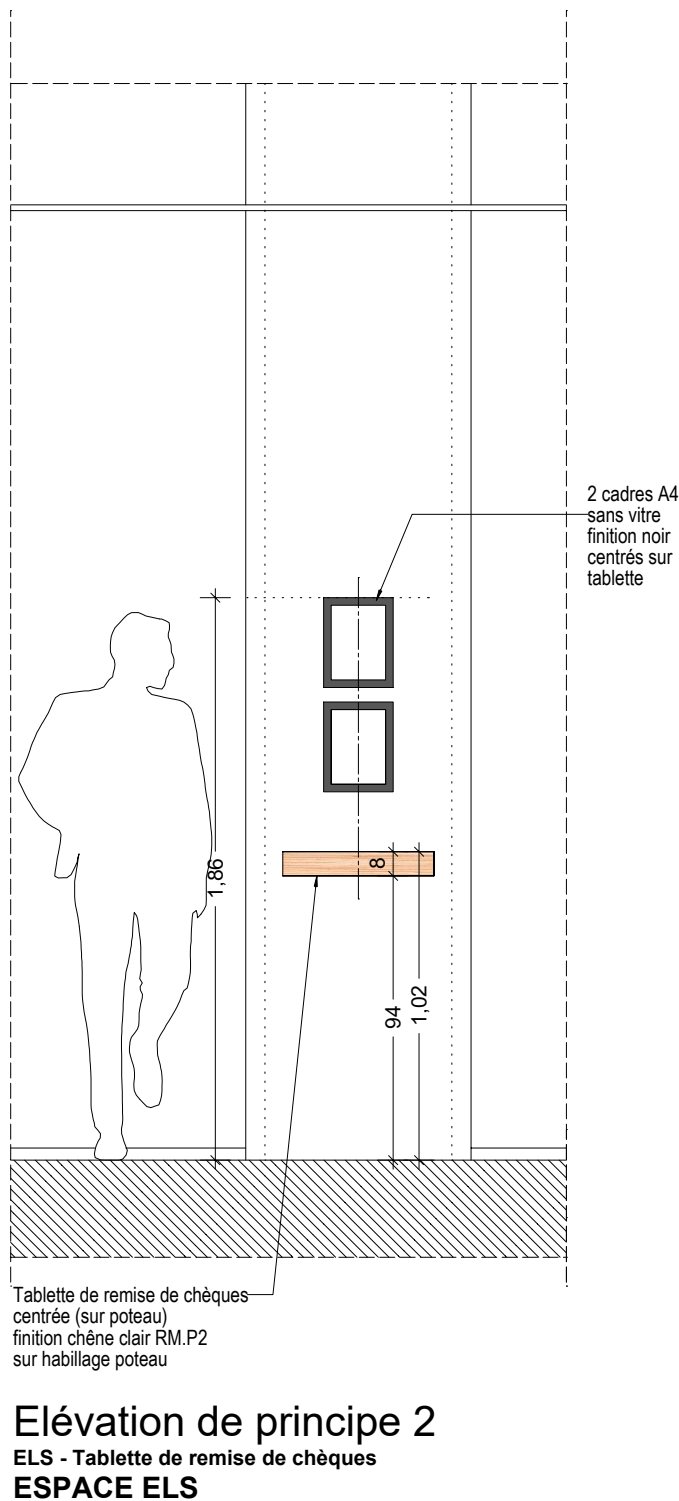 2 cadres A4
sans vitre
finition noir
centrés sur
tablette
1,86
8
94
1,02
Tablette de remise de chèques
centrée (sur poteau)
finition chêne clair RM.P2
sur habillage poteau
Elévation de principe 2
ELS - Tablette de remise de chèques
ESPACE ELS